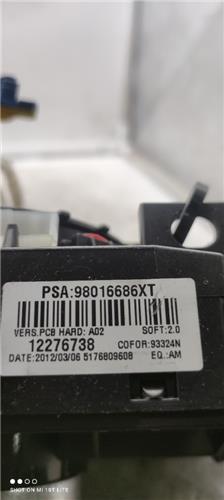 PSA:98016686XT
VERS.PCB HARD: A02 SOFT:2.0
12276738 COFOR:93324N
DATE:2012/03/06 5176809608 EQ.:AM
SHOT ON MI 10T LITE